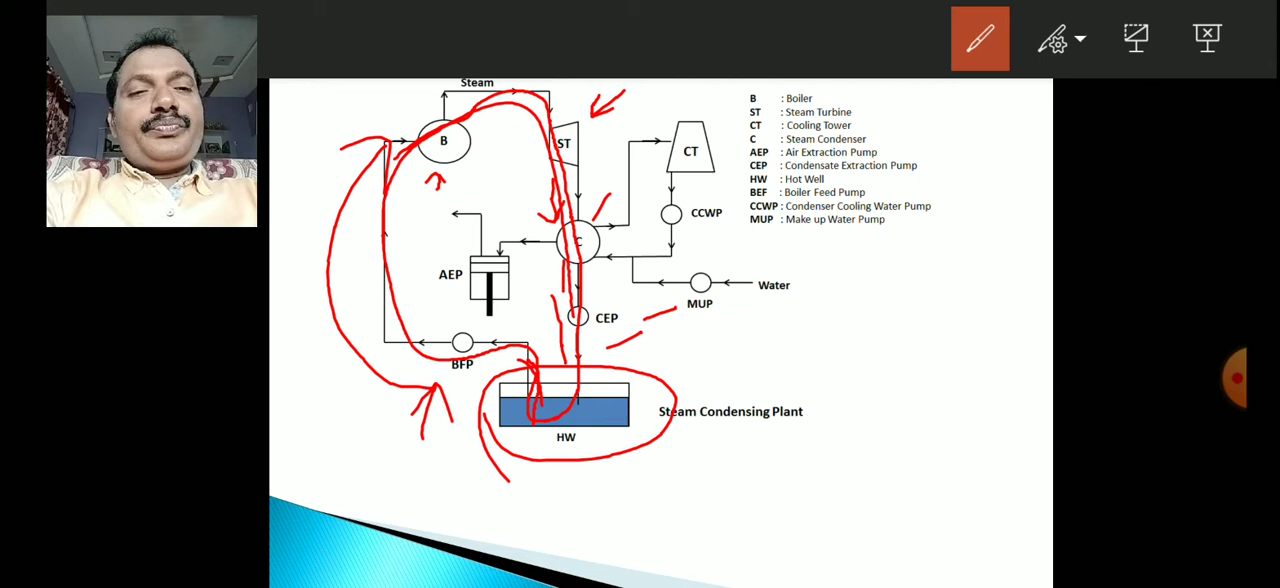 Steam
B
ST
CT
C
CCWP
AEP
Water
MUP
CEP
BFP
HW
Steam Condensing Plant
B : Boiler
ST : Steam Turbine
CT : Cooling Tower
C : Steam Condenser
AEP : Air Extraction Pump
CEP : Condensate Extraction Pump
HW : Hot Well
BEF : Boiler Feed Pump
CCWP : Condenser Cooling Water Pump
MUP : Make up Water Pump